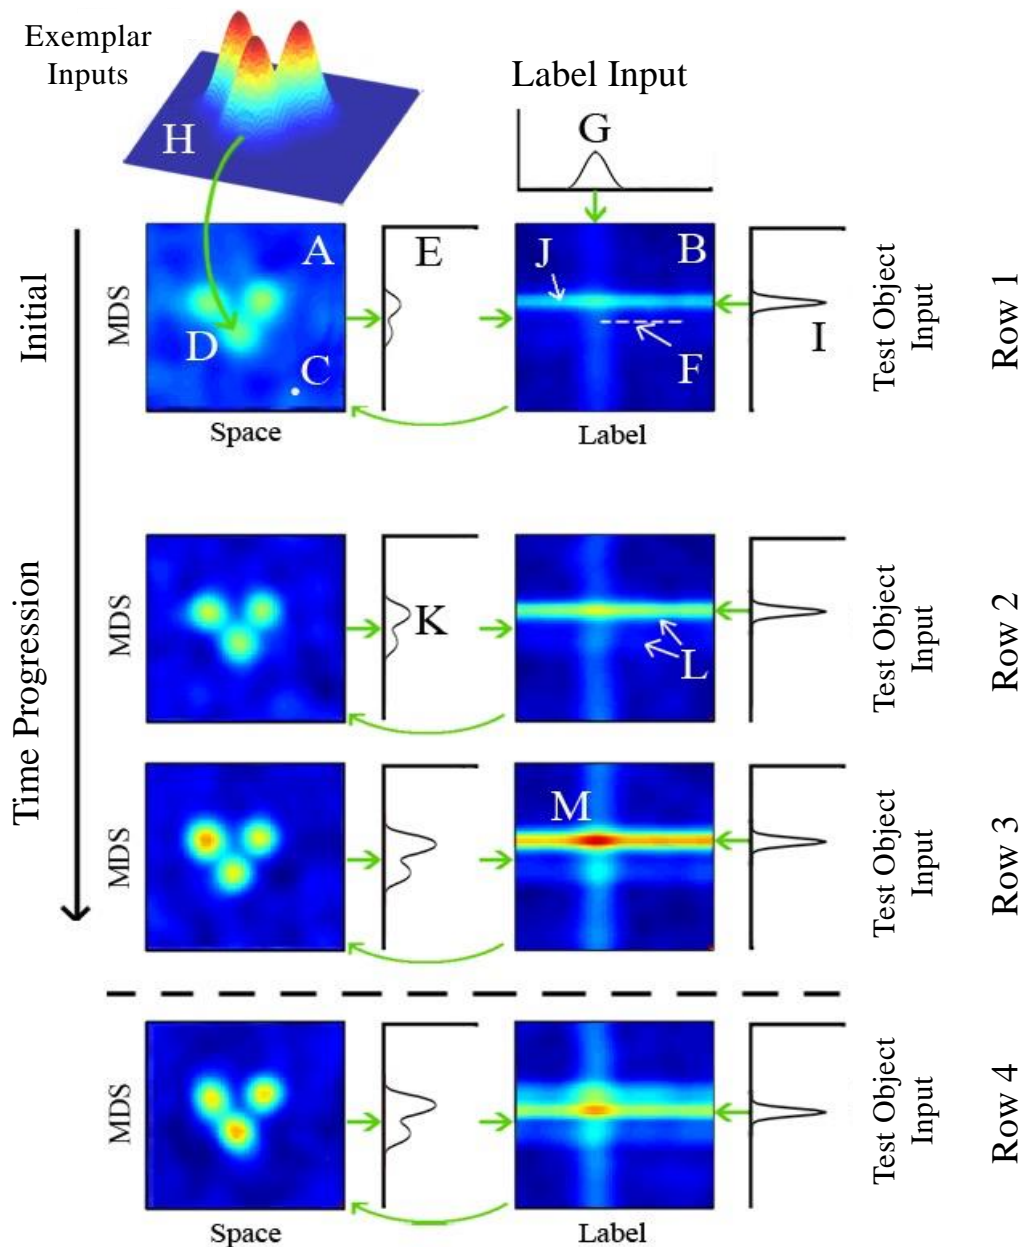 Exemplar
Inputs
Label Input
H
G
Initial
MDS
A
E
J
B
D
C
F
I
Test Object
Input
Row 1
Space
Label
Time Progression
MDS
K
L
Test Object
Input
Row 2
MDS
M
Test Object
Input
Row 3
MDS
Test Object
Input
Row 4
Space
Label